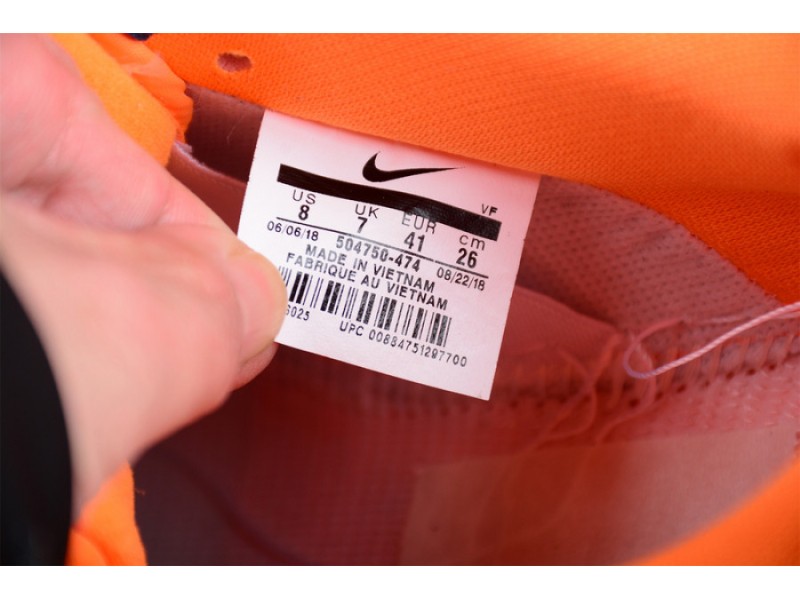 VF
US UK EUR cm
8 7 41 26
06/06/18 504750-474 08/22/18
MADE IN VIETNAM
FABRIQUE AU VIETNAM
6025 UPC 00884751297700